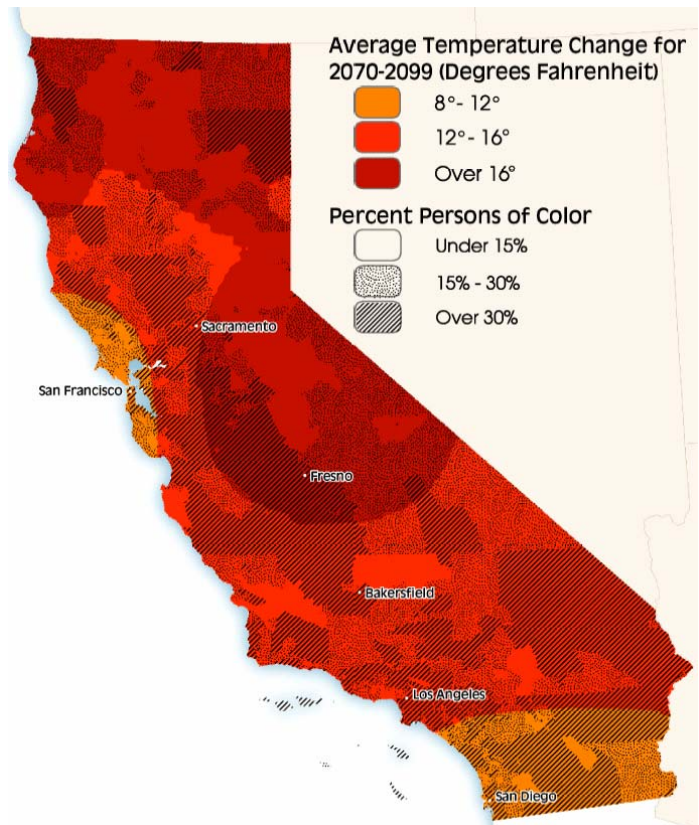 Average Temperature Change for
2070-2099 (Degrees Fahrenheit)
8°- 12°
12°- 16°
Over 16°
Percent Persons of Color
Under 15%
15% - 30%
Over 30%
Sacramento
San Francisco
Fresno
Bakersfield
Los Angeles
San Diego